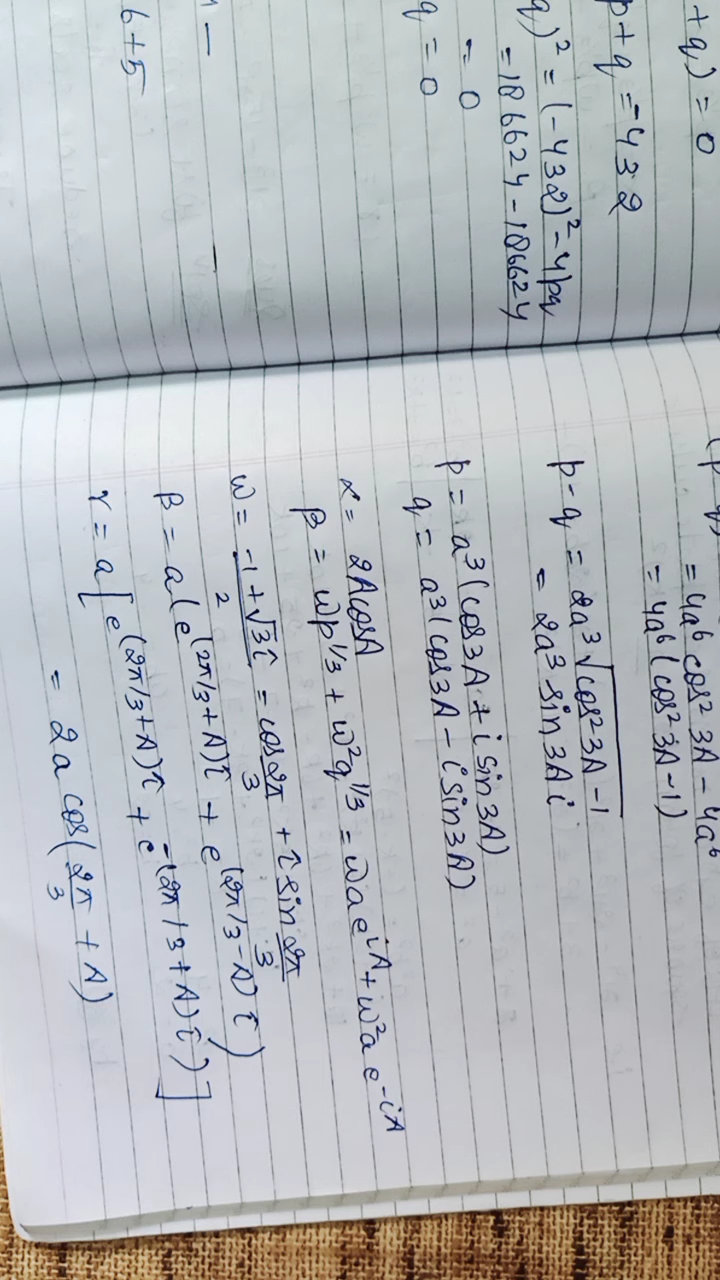 +q) = 0
p+q = -432
q)² = (-432)² - 4pq
= 186624 - 186624
= 0
q = 0
6+5
= 4a⁶ cos² 3A - 4a⁶
= 4a⁶ (cos² 3A - 1)
p - q = 2a³ √cos² 3A - 1
= 2a³ sin 3A i
p = a³ (cos 3A + i sin 3A)
q = a³ (cos 3A - i sin 3A)
α = 2A cos A
β = ωp^1/3 + ω²q^1/3 = ωa e^iA + ω²a e^-iA
ω = (-1 + √3 i)/2 = cos 2π/3 + i sin 2π/3
β = a(e^(2π/3+A)i + e^(2π/3-A)i)
γ = a[e^(2π/3+A)i + e^-(2π/3+A)i)]
= 2a cos(2π/3 + A)